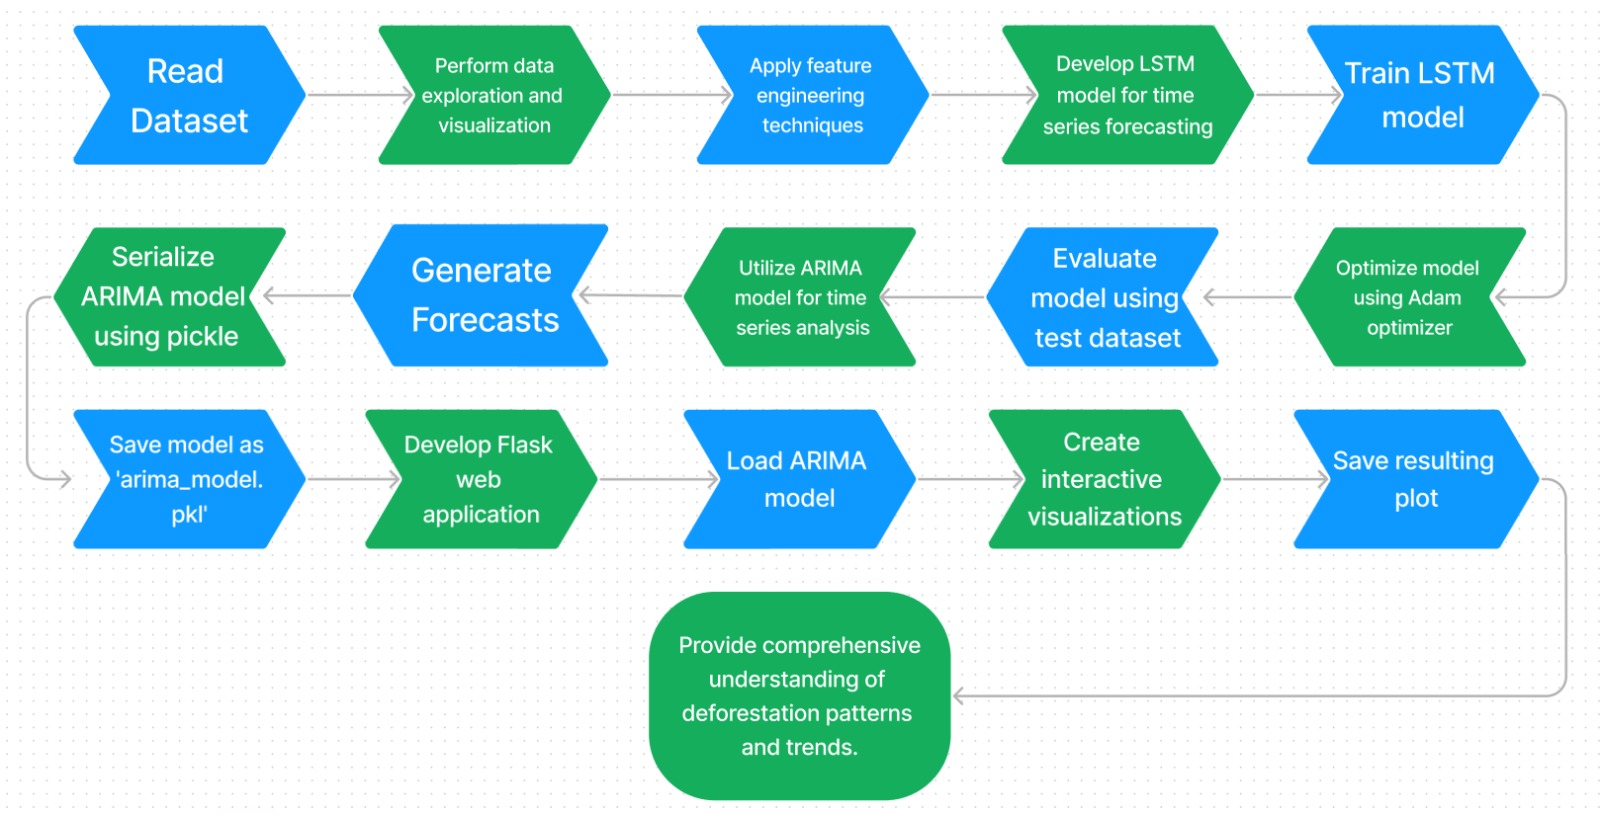 Read
Dataset
Perform data
exploration and
visualization
Apply feature
engineering
techniques
Develop LSTM
model for time
series forecasting
Train LSTM
model
Optimize model
using Adam
optimizer
Evaluate
model using
test dataset
Utilize ARIMA
model for time
series analysis
Generate
Forecasts
Serialize
ARIMA model
using pickle
Save model as
'arima_model.
pkl'
Develop Flask
web
application
Load ARIMA
model
Create
interactive
visualizations
Save resulting
plot
Provide comprehensive
understanding of
deforestation patterns
and trends.